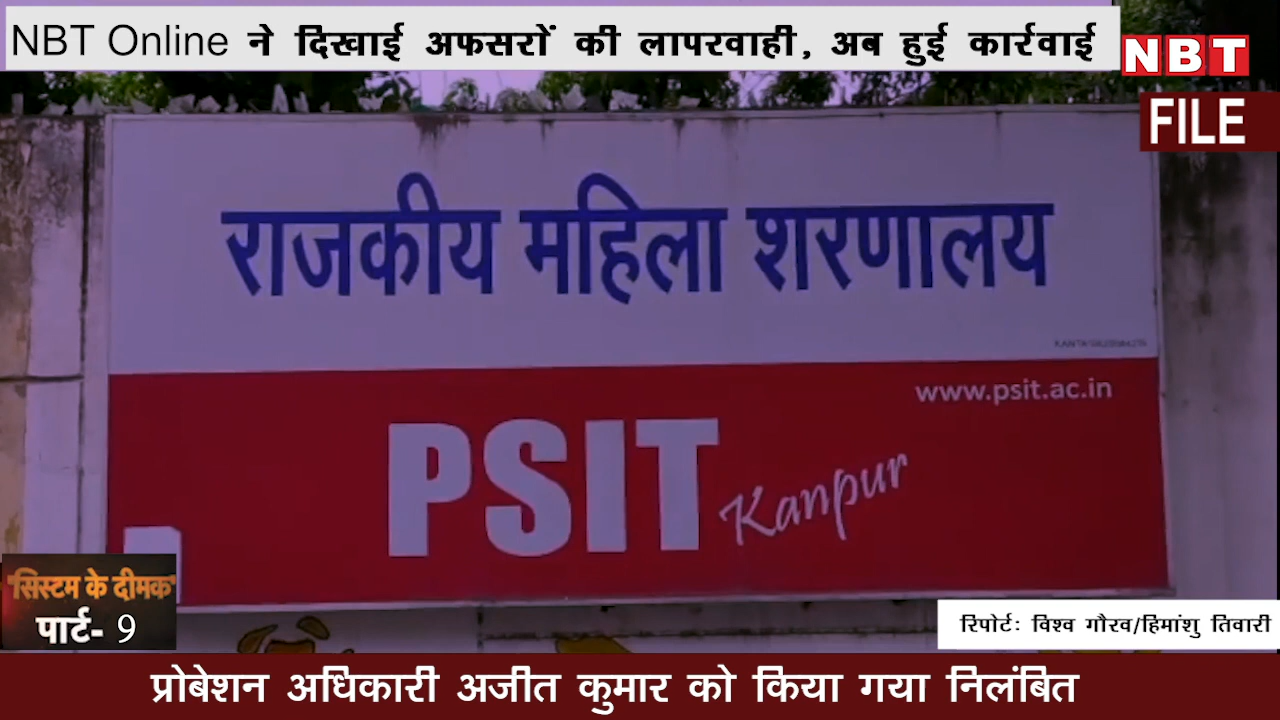 NBT Online ने दिखाई अफसरों की लापरवाही, अब हुई कार्रवाई
NBT
FILE
राजकीय महिला शरणालय
www.psit.ac.in
PSIT Kanpur
'सिस्टम के दीमक'
पार्ट- 9
रिपोर्टः विश्व गौरव/हिमांशु तिवारी
प्रोबेशन अधिकारी अजीत कुमार को किया गया निलंबित